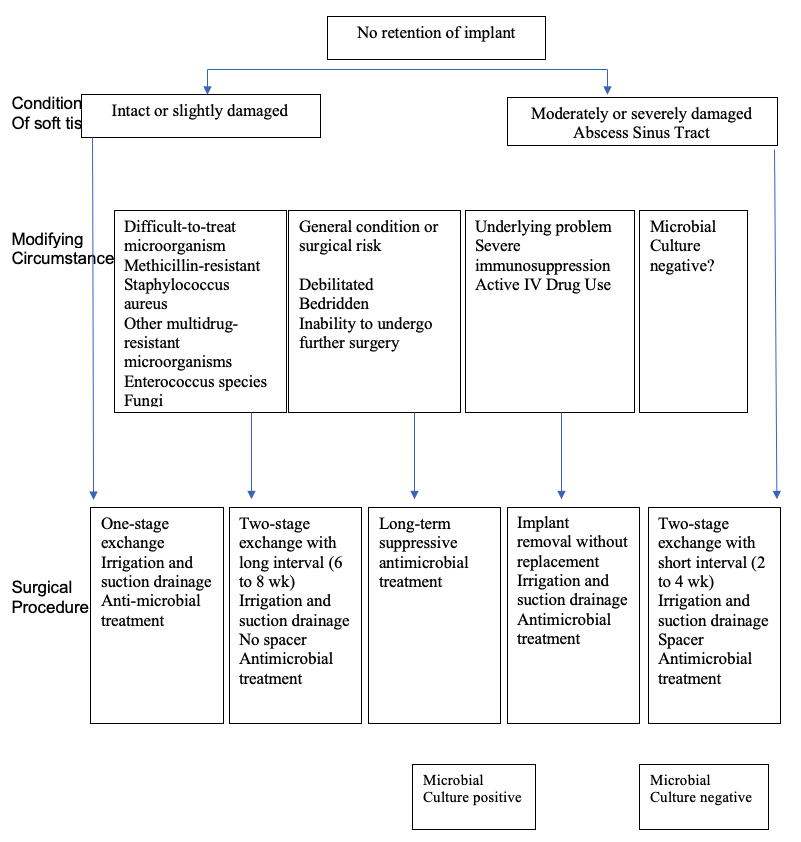 No retention of implant
Condition
Of soft tis
Intact or slightly damaged
Moderately or severely damaged
Abscess Sinus Tract
Modifying
Circumstance
Difficult-to-treat
microorganism
Methicillin-resistant
Staphylococcus
aureus
Other multidrug-
resistant
microorganisms
Enterococcus species
Fungi
General condition or
surgical risk
Debilitated
Bedridden
Inability to undergo
further surgery
Underlying problem
Severe
immunosuppression
Active IV Drug Use
Microbial
Culture
negative?
Surgical
Procedure
One-stage
exchange
Irrigation and
suction drainage
Anti-microbial
treatment
Two-stage
exchange with
long interval (6
to 8 wk)
Irrigation and
suction drainage
No spacer
Antimicrobial
treatment
Long-term
suppressive
antimicrobial
treatment
Implant
removal without
replacement
Irrigation and
suction drainage
Antimicrobial
treatment
Two-stage
exchange with
short interval (2
to 4 wk)
Irrigation and
suction drainage
Spacer
Antimicrobial
treatment
Microbial
Culture positive
Microbial
Culture negative